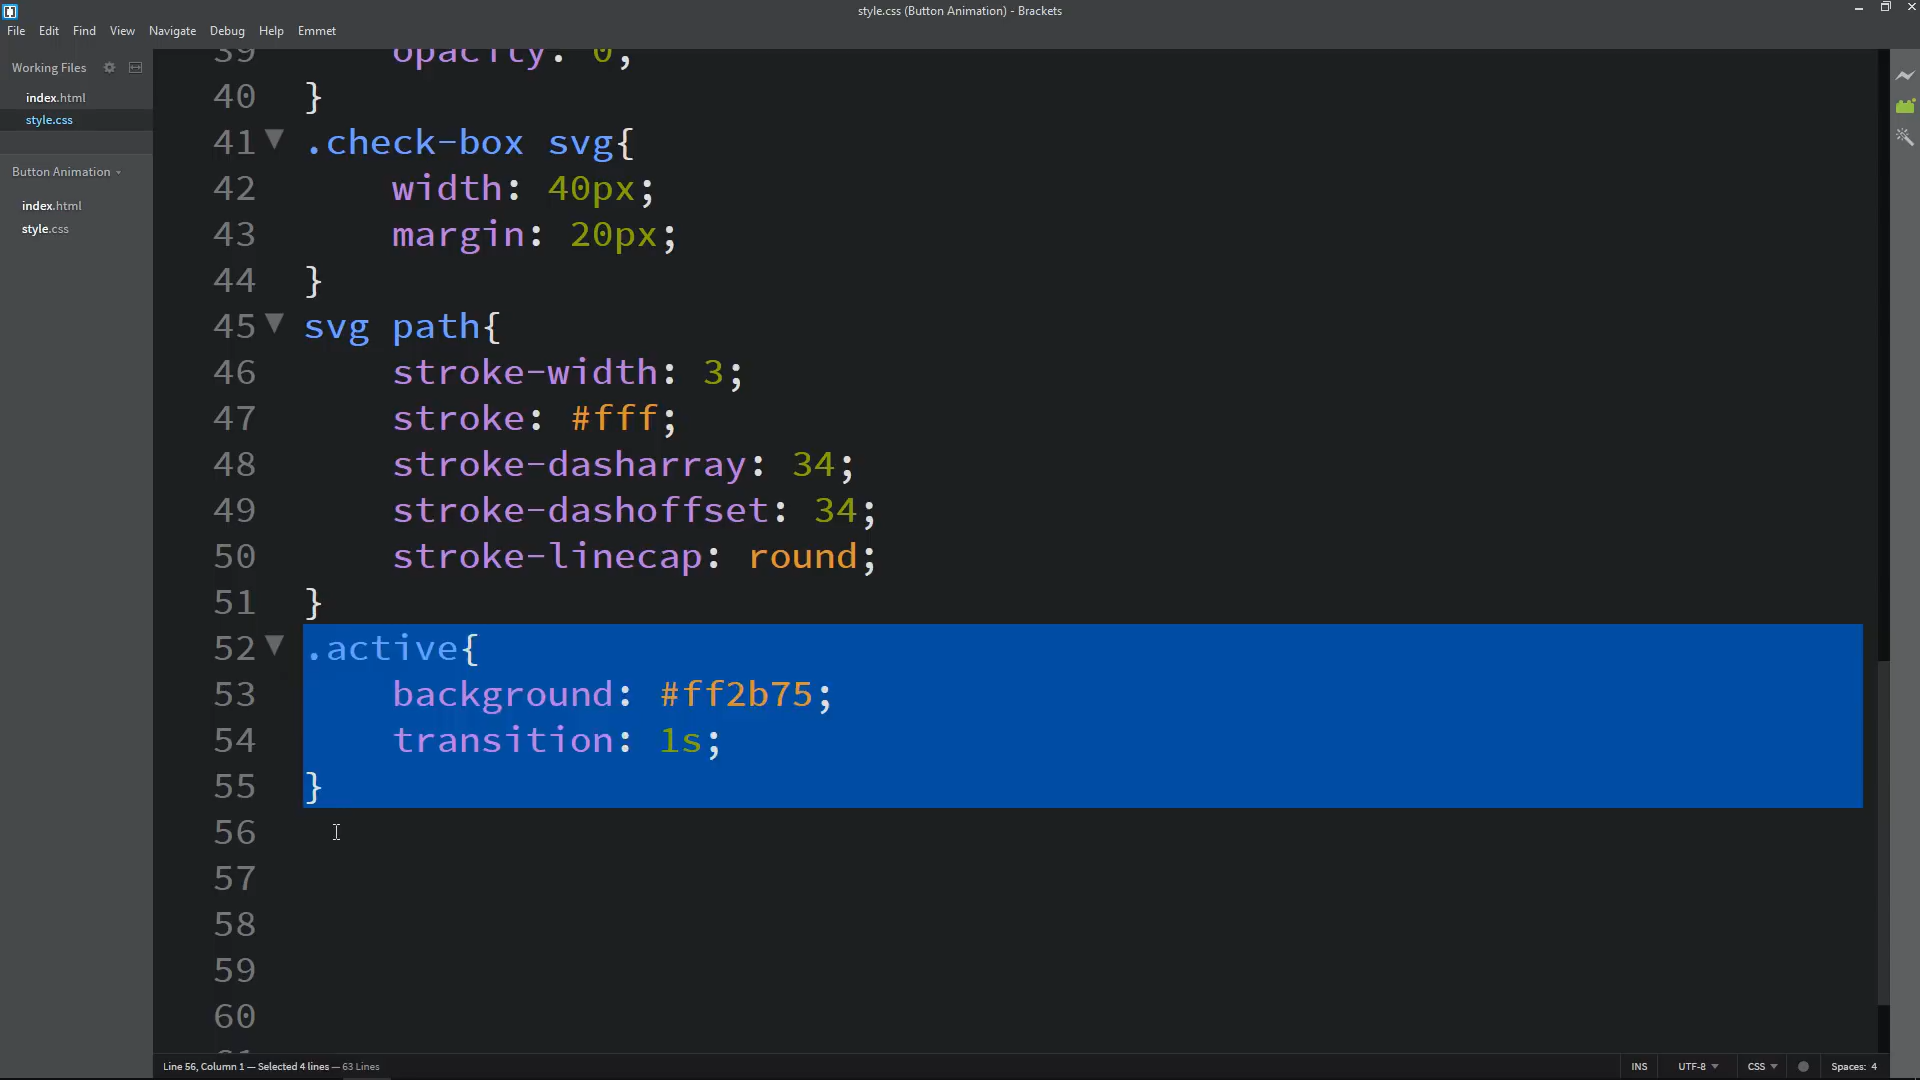 style.css (Button Animation) - Brackets
File Edit Find View Navigate Debug Help Emmet
Working Files
index.html
style.css
Button Animation
index.html
style.css
39 opacity: 0;
40 }
41 .check-box svg{
42 width: 40px;
43 margin: 20px;
44 }
45 svg path{
46 stroke-width: 3;
47 stroke: #fff;
48 stroke-dasharray: 34;
49 stroke-dashoffset: 34;
50 stroke-linecap: round;
51 }
52 .active{
53 background: #ff2b75;
54 transition: 1s;
55 }
56
57
58
59
60
61
Line 56, Column 1 — Selected 4 lines — 63 Lines
INS UTF-8 CSS Spaces: 4